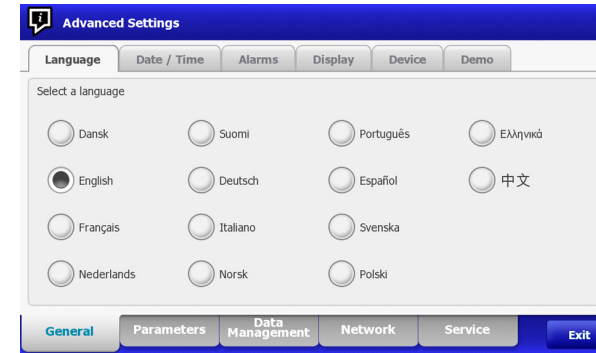 Advanced Settings
Language Date / Time Alarms Display Device Demo
Select a language
Dansk Suomi Português Ελληνικά
English Deutsch Español 中文
Français Italiano Svenska
Nederlands Norsk Polski
General Parameters Data Management Network Service Exit